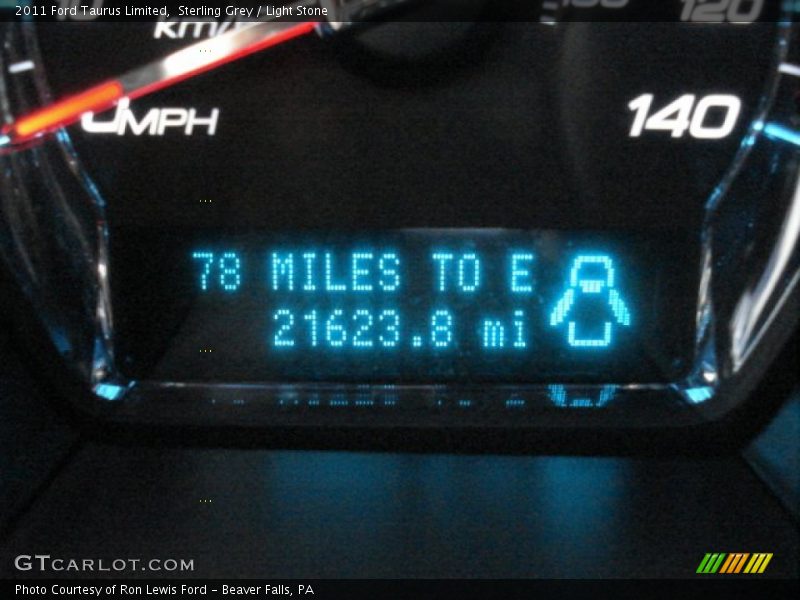 2011 Ford Taurus Limited,  Sterling Grey / Light Stone
120
MPH
140
78 MILES TO E
21623.8 mi
GTCARLOT.COM
Photo Courtesy of Ron Lewis Ford - Beaver Falls, PA